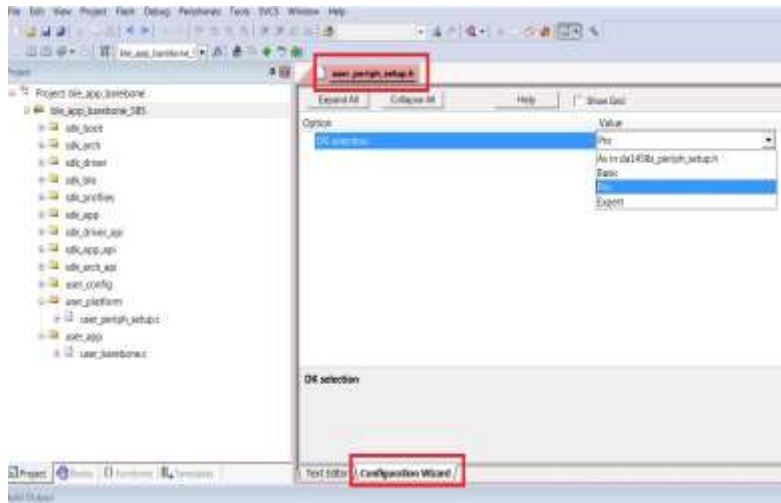 File Edit View Project Flash Debug Peripherals Tools SVCS Window Help
ble_app_barebone_
Project
user_periph_setup.h
Project: ble_app_barebone
ble_app_barebone_585
sdk_boot
sdk_arch
sdk_driver
sdk_ble
sdk_profiles
sdk_app
sdk_driver_api
sdk_app_api
sdk_arch_api
user_config
user_platform
user_periph_setup.c
user_app
user_barebone.c
Expand All Collapse All Help Show Grid
Option Value
DK selection Pro
As in da1458x_periph_setup.h
Basic
Pro
Expert
DK selection
Project Books Functions Templates
Text Editor Configuration Wizard
Build Output